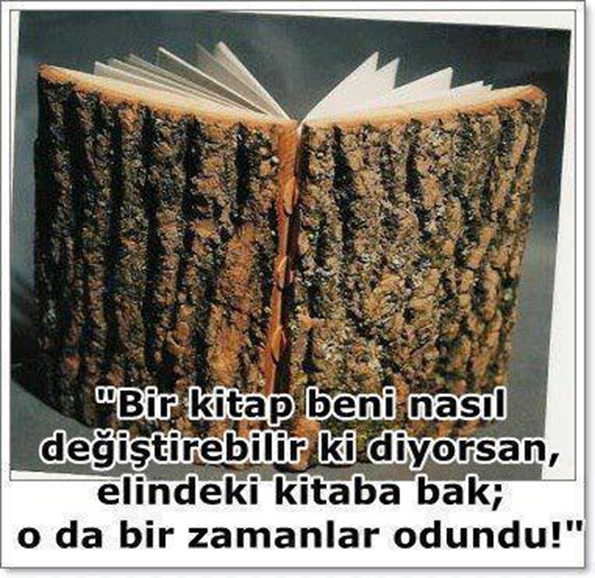 "Bir kitap beni nasıl
değiştirebilir ki diyorsan,
elindeki kitaba bak;
o da bir zamanlar odundu!"